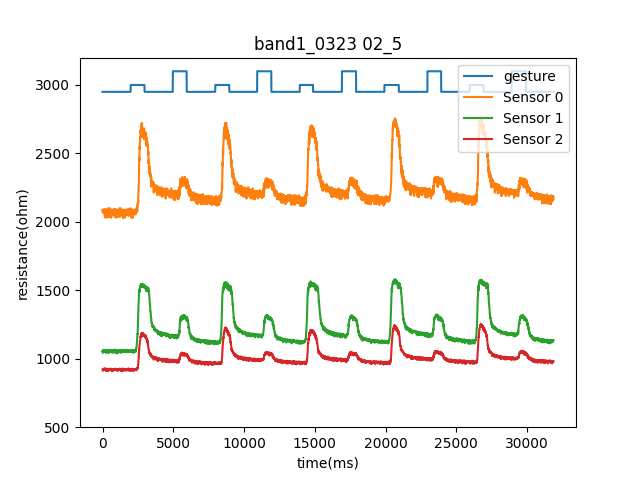 band1_0323 02_5
gesture
Sensor 0
Sensor 1
Sensor 2
resistance(ohm)
3000
2500
2000
1500
1000
500
0
5000
10000
15000
20000
25000
30000
time(ms)